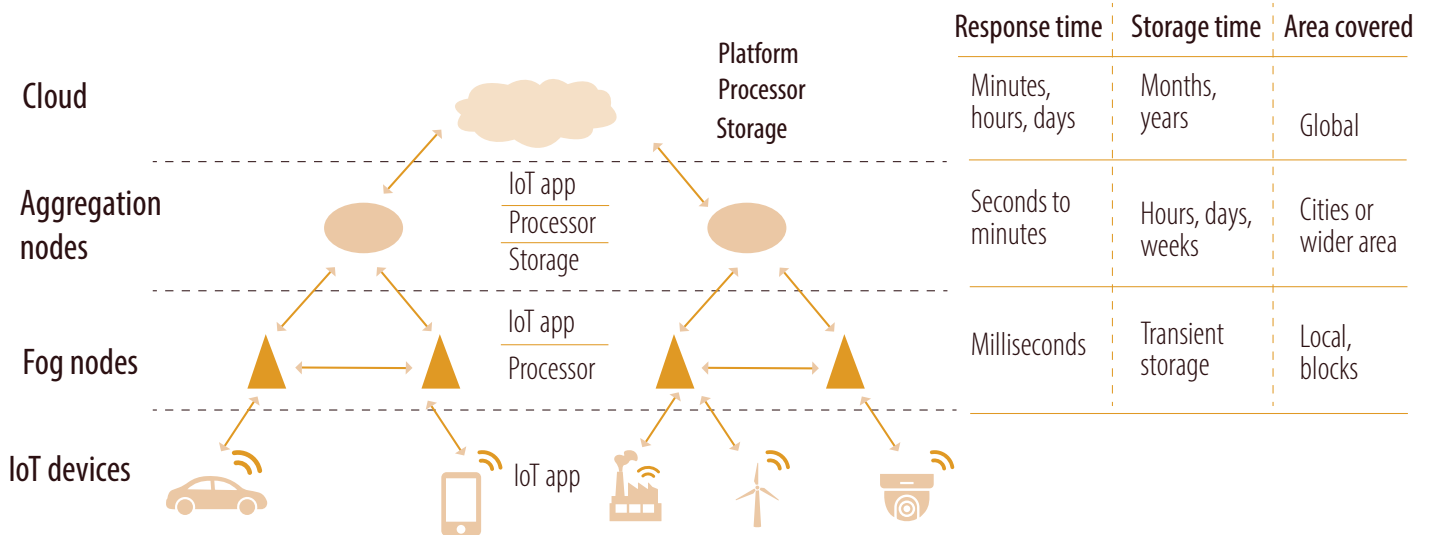 Response time
Storage time
Area covered
Cloud
Platform
Processor
Storage
Minutes,
hours, days
Months,
years
Global
Aggregation
nodes
IoT app
Processor
Storage
Seconds to
minutes
Hours, days,
weeks
Cities or
wider area
Fog nodes
IoT app
Processor
Milliseconds
Transient
storage
Local,
blocks
IoT devices
IoT app